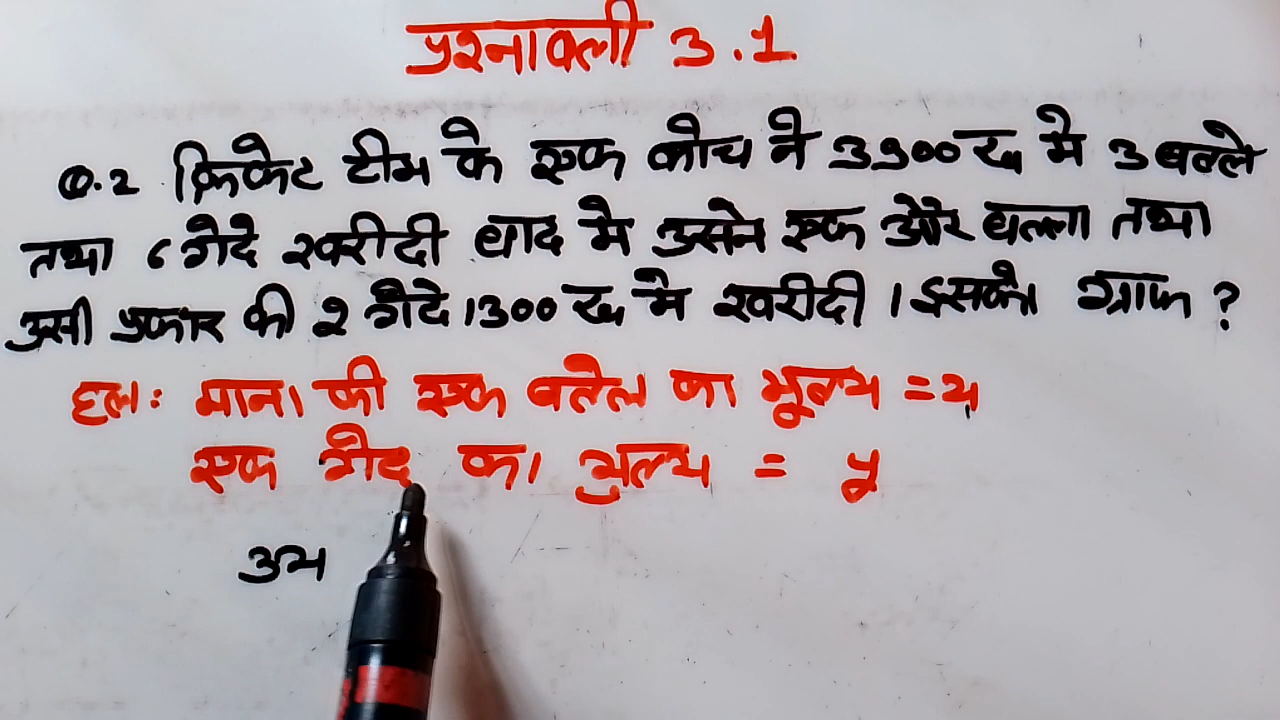 प्रश्नावली 3.1
Q.2 क्रिकेट टीम के एक कोच ने 3900 रु में 3 बल्ले
तथा 6 गेंदे खरीदी बाद में उसने एक और बल्ला तथा
उसी प्रकार की 2 गेंदे 1300 रु में खरीदी । इसका ग्राफ ?
हल: माना की एक बल्ले का मूल्य = x
एक गेंद का मुल्य = y
3x